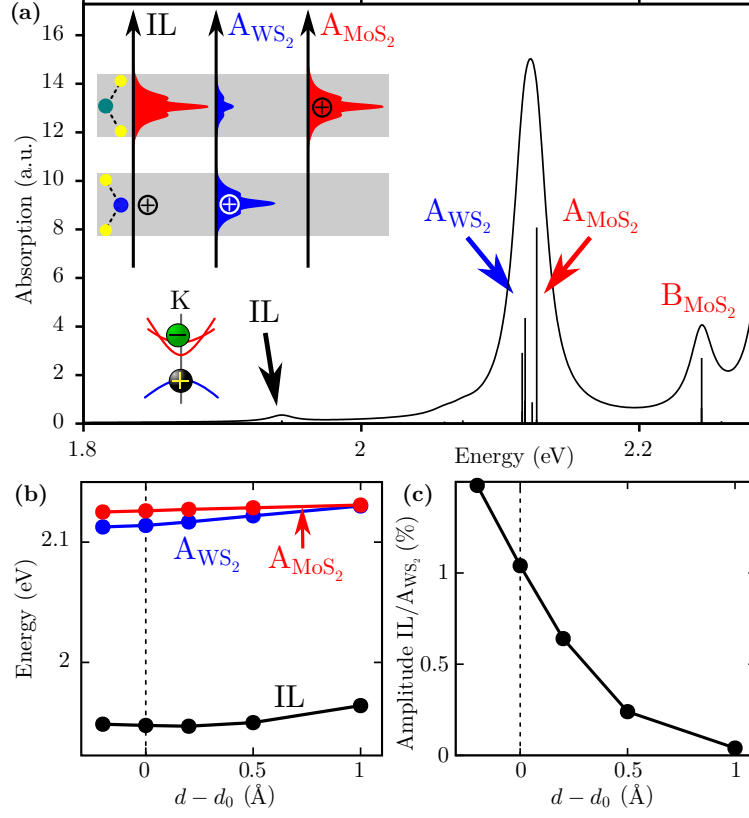 (a)
IL
A_WS₂
A_MoS₂
16
14
12
10
8
6
4
2
0
Absorption (a.u.)
K
IL
A_WS₂
A_MoS₂
B_MoS₂
1.8
2
2.2
Energy (eV)
(b)
2.1
2
Energy (eV)
A_WS₂
A_MoS₂
IL
0
0.5
1
d − d₀ (Å)
(c)
1
0.5
0
Amplitude IL/A_WS₂ (%)
0
0.5
1
d − d₀ (Å)